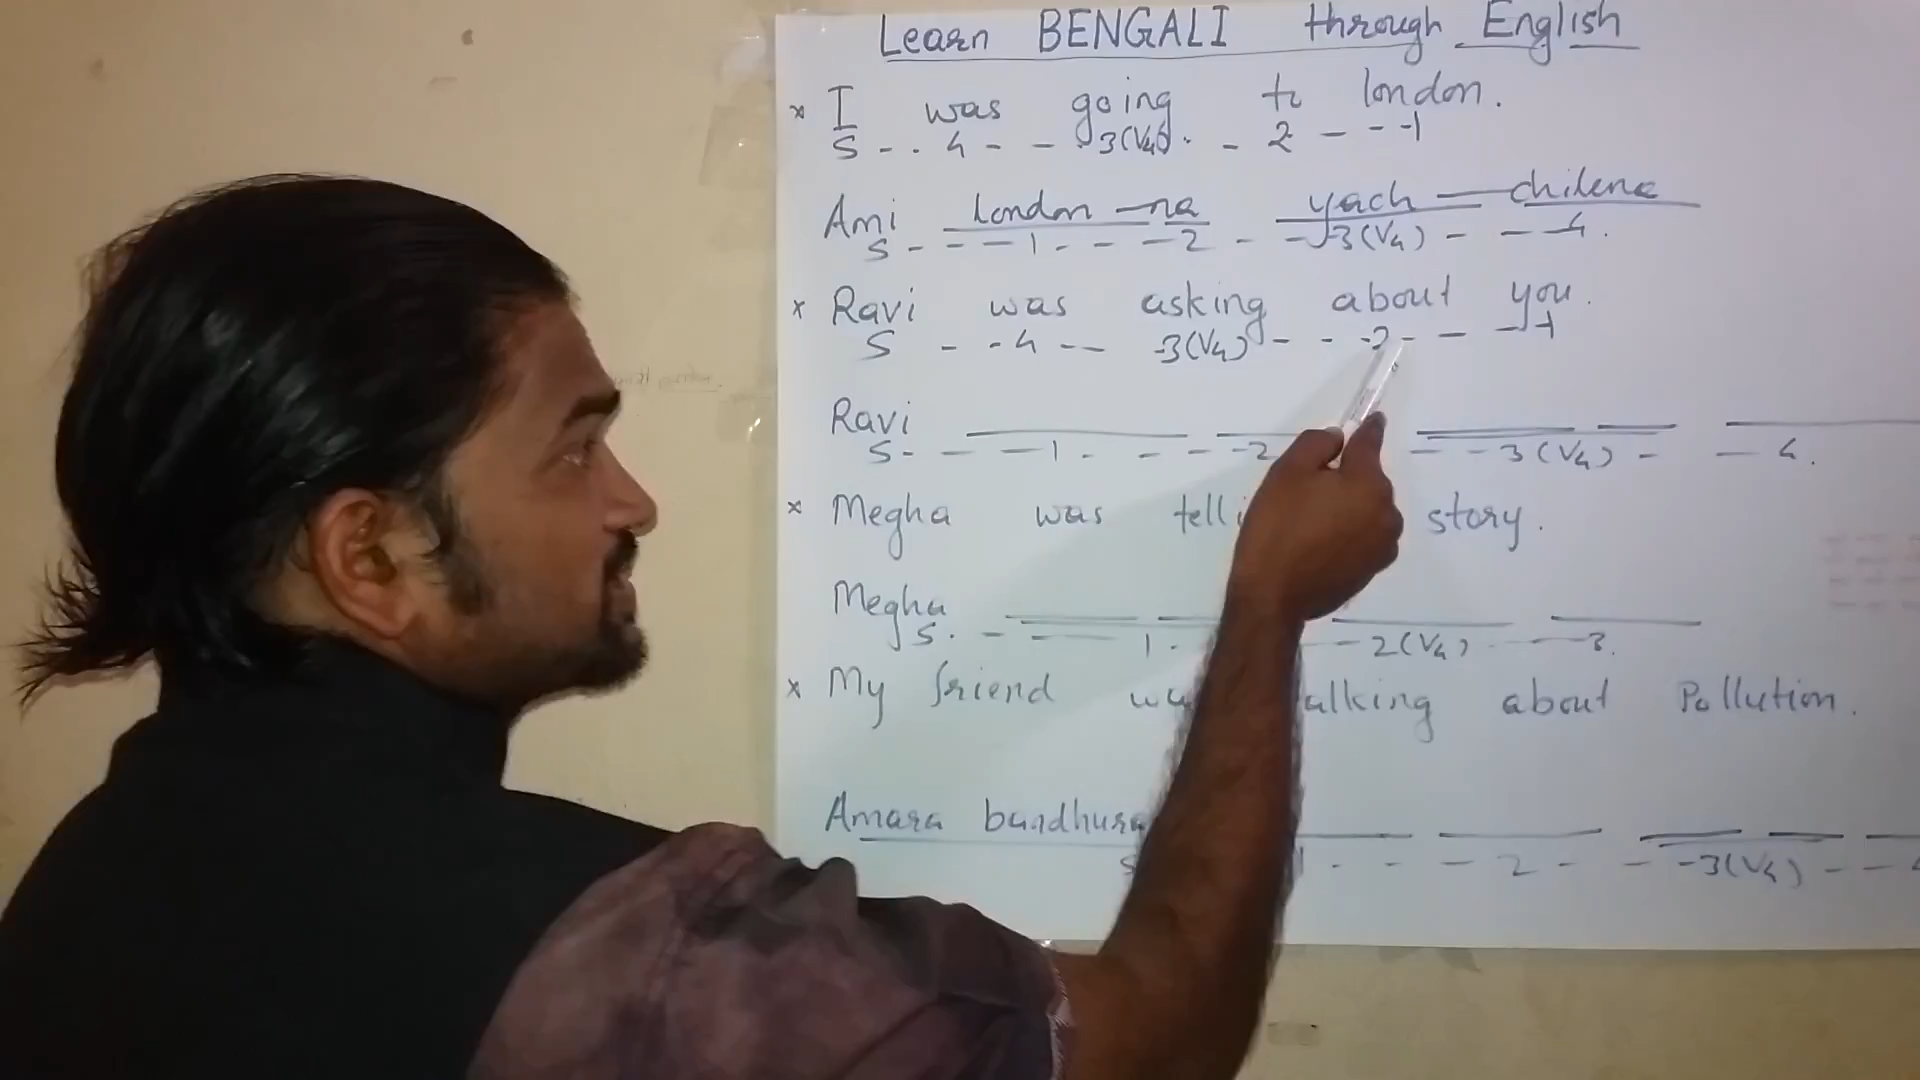 Learn BENGALI through English
* I was going to london.
S - - 4 - - 3(V4) - - 2 - - -1
Ami london - na yach - chilena
S - - - 1 - - - 2 - - 3(V4) - - - 4.
* Ravi was asking about you.
S - - 4 - - 3(V4) - - - 2 - - - 1
Ravi
S - - - 1 - - - - 2 - - 3(V4) - - 4.
* Megha was story.
Megha
S. - - 1 - - 2(V4) - - 3.
* My friend about Pollution.
Amara bandhura
S 1 - - - 2 - - - 3(V4) - -